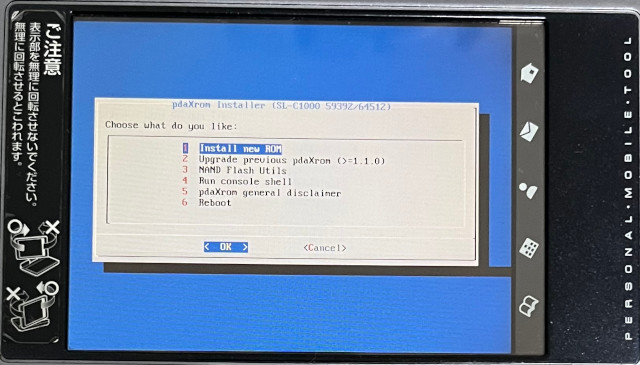 ご注意
表示部を無理に回転させないでください。
無理に回転させるとこわれます。
pdaXrom Installer (SL-C1000 59392/64512)
Choose what do you like:
1 Install new ROM
2 Upgrade previous pdaXrom (>=1.1.0)
3 NAND Flash Utils
4 Run console shell
5 pdaXrom general disclaimer
6 Reboot
< OK > <Cancel>
PERSONAL·MOBILE·TOOL